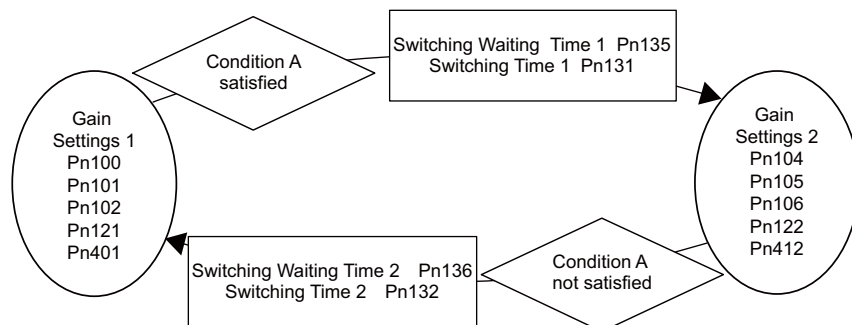 Condition A
satisfied
Switching Waiting Time 1 Pn135
Switching Time 1 Pn131
Gain
Settings 1
Pn100
Pn101
Pn102
Pn121
Pn401
Gain
Settings 2
Pn104
Pn105
Pn106
Pn122
Pn412
Switching Waiting Time 2 Pn136
Switching Time 2 Pn132
Condition A
not satisfied